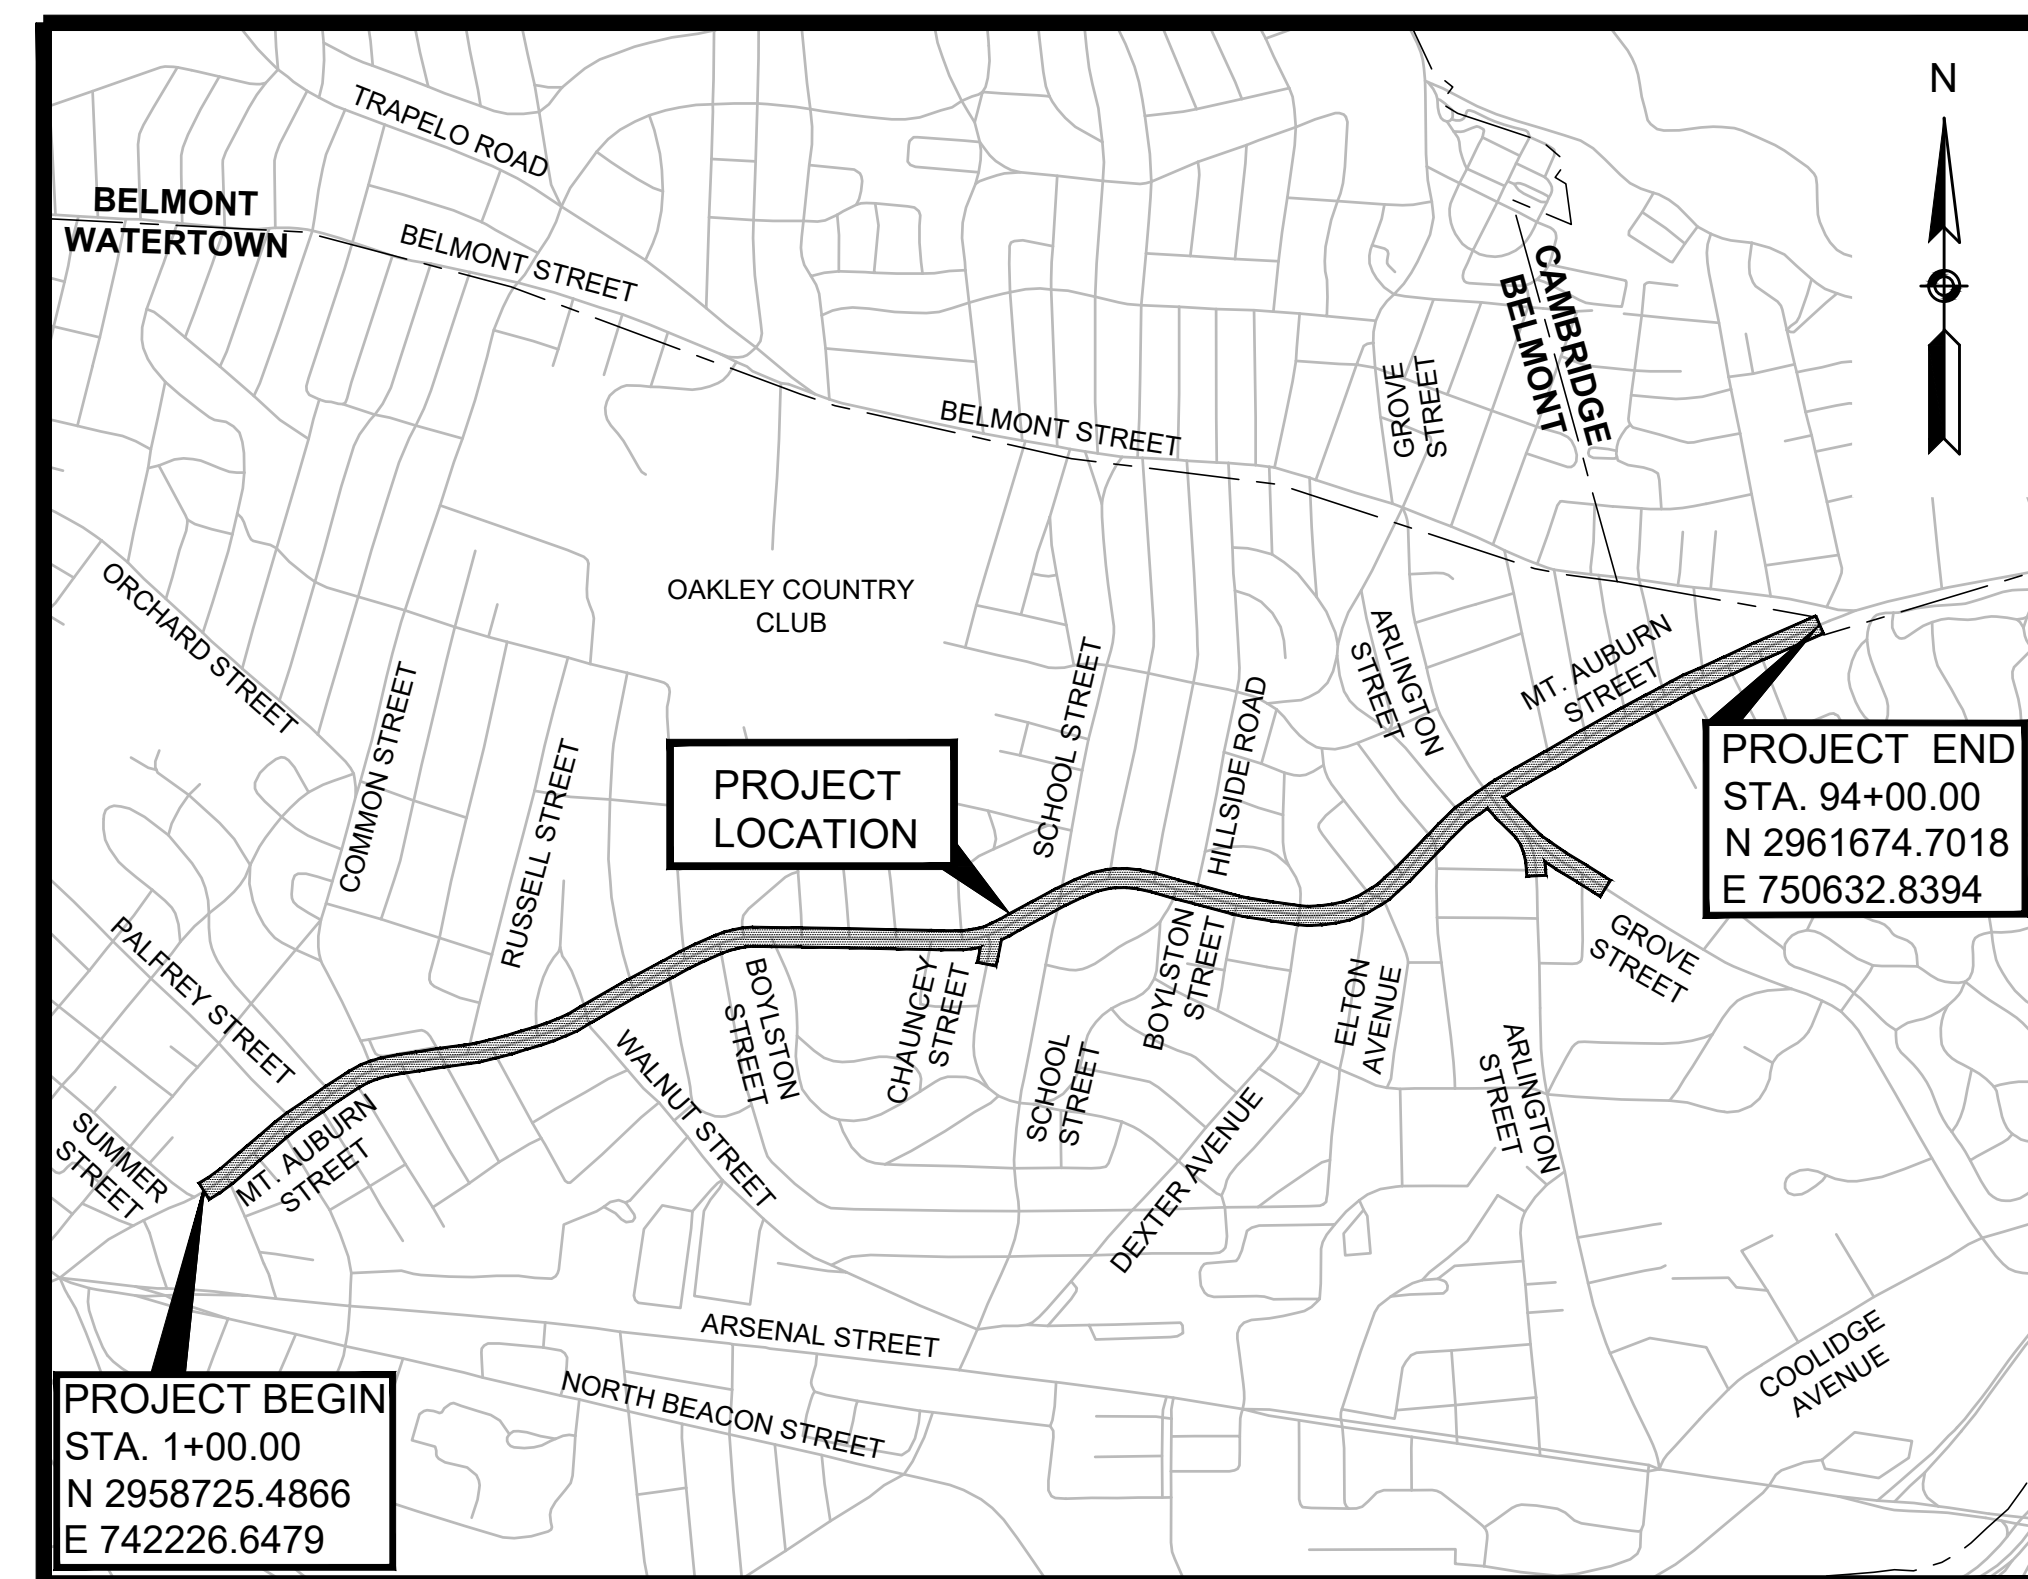 N
TRAPELO ROAD
BELMONT
WATERTOWN
BELMONT STREET
CAMBRIDGE
BELMONT
GROVE
STREET
BELMONT STREET
OAKLEY COUNTRY
CLUB
ORCHARD STREET
COMMON STREET
RUSSELL STREET
SCHOOL STREET
HILLSIDE ROAD
ARLINGTON
STREET
MT. AUBURN
STREET
PROJECT
LOCATION
PROJECT END
STA. 94+00.00
N 2961674.7018
E 750632.8394
PALFREY STREET
SUMMER
STREET
MT. AUBURN
STREET
WALNUT STREET
BOYLSTON
STREET
CHAUNCEY
STREET
SCHOOL
STREET
BOYLSTON
STREET
DEXTER AVENUE
ELTON
AVENUE
ARLINGTON
STREET
GROVE
STREET
ARSENAL STREET
NORTH BEACON STREET
COOLIDGE
AVENUE
PROJECT BEGIN
STA. 1+00.00
N 2958725.4866
E 742226.6479